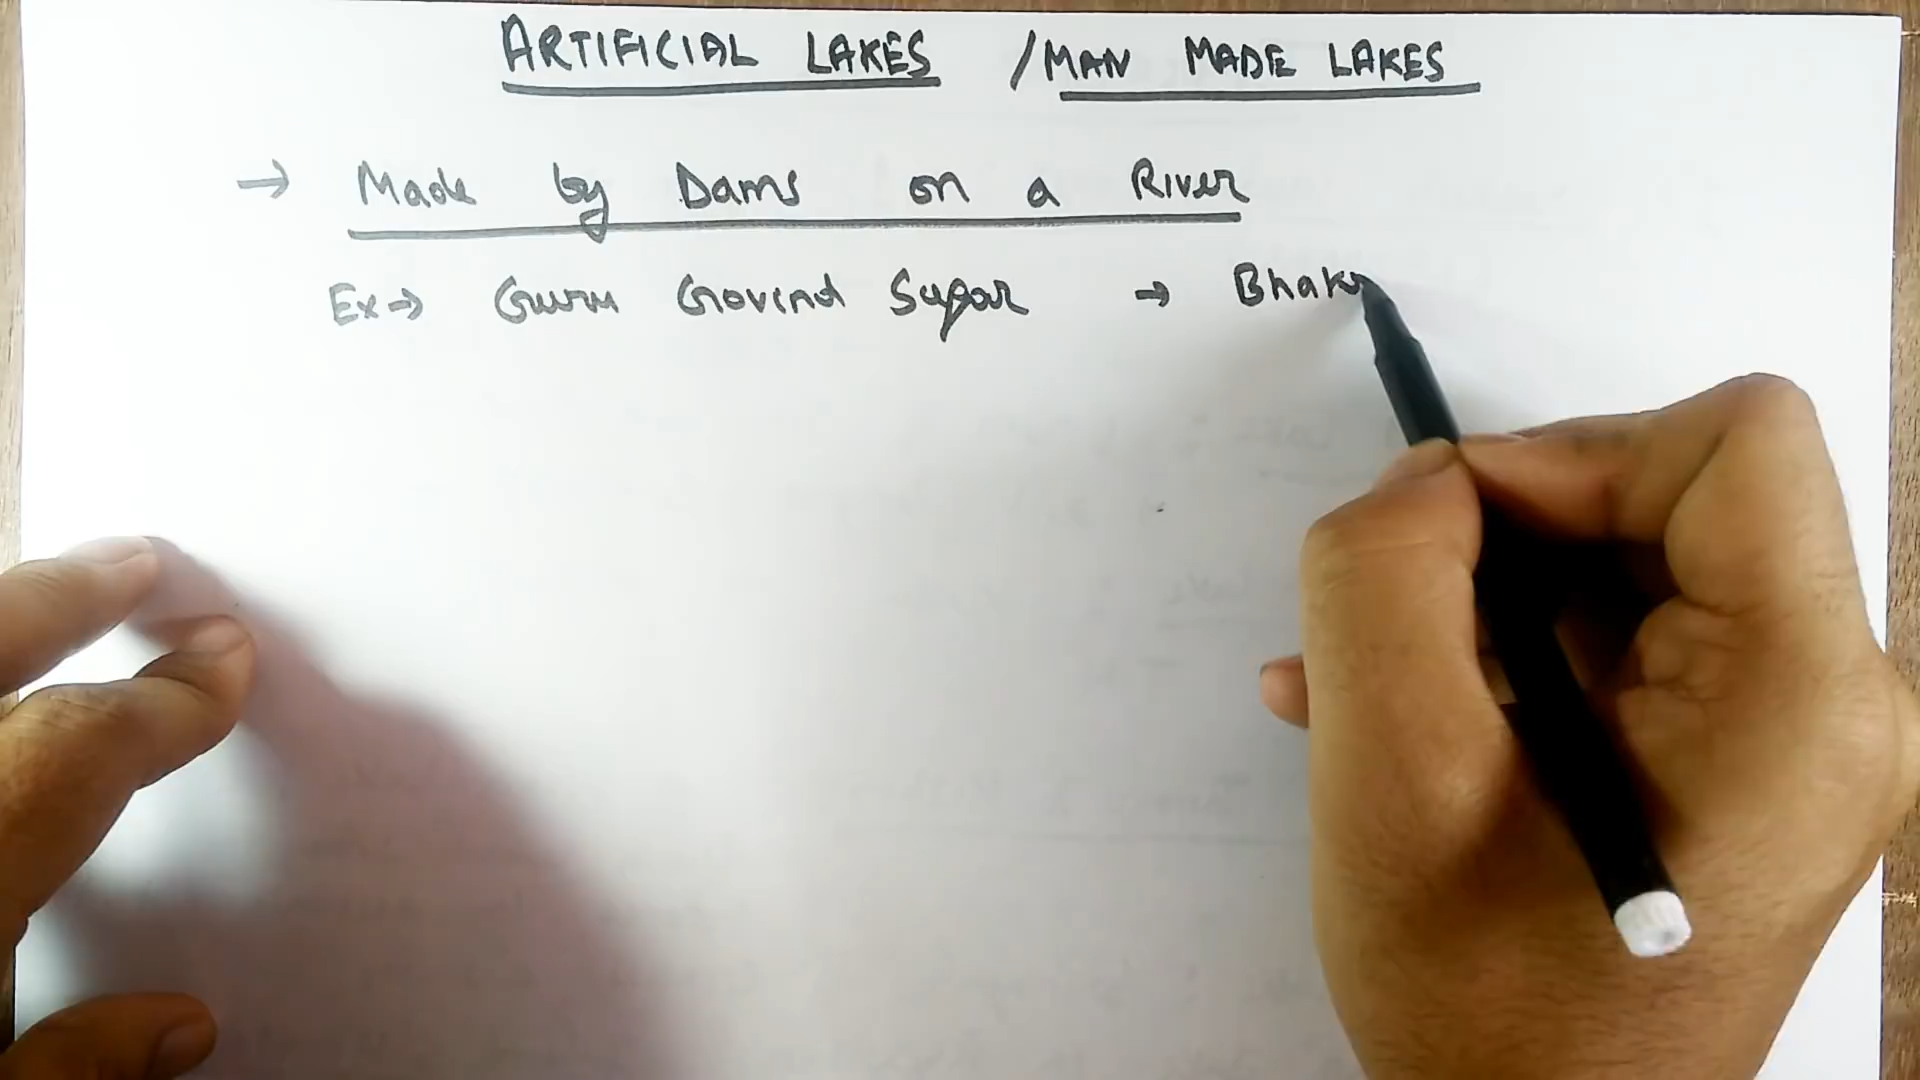 ARTIFICIAL LAKES / MAN MADE LAKES
→ Made by Dams on a River
Ex → Guru Govind Sagar → Bhak